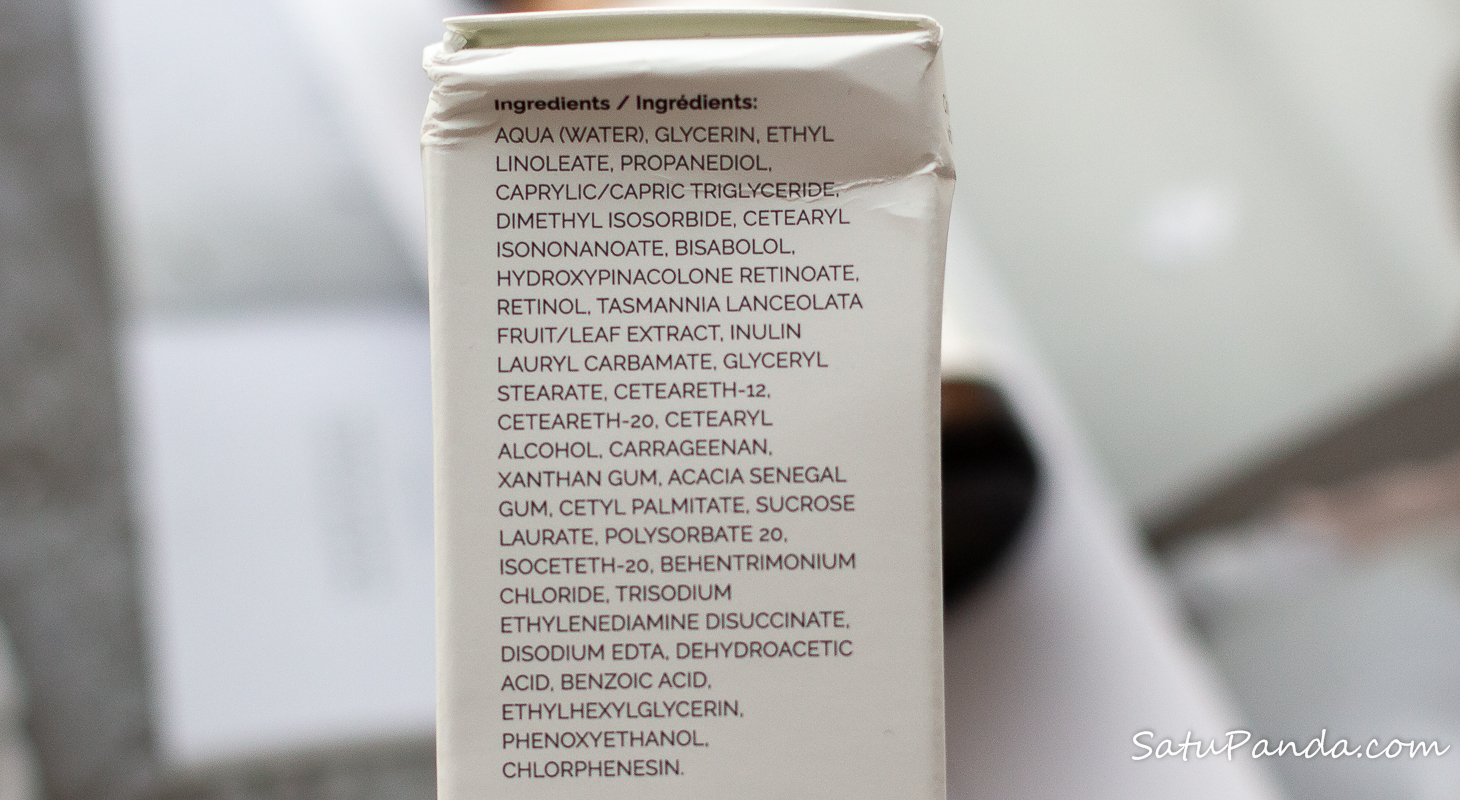 Ingredients / Ingrédients:
AQUA (WATER), GLYCERIN, ETHYL
LINOLEATE, PROPANEDIOL,
CAPRYLIC/CAPRIC TRIGLYCERIDE,
DIMETHYL ISOSORBIDE, CETEARYL
ISONONANOATE, BISABOLOL,
HYDROXYPINACOLONE RETINOATE,
RETINOL, TASMANNIA LANCEOLATA
FRUIT/LEAF EXTRACT, INULIN
LAURYL CARBAMATE, GLYCERYL
STEARATE, CETEARETH-12,
CETEARETH-20, CETEARYL
ALCOHOL, CARRAGEENAN,
XANTHAN GUM, ACACIA SENEGAL
GUM, CETYL PALMITATE, SUCROSE
LAURATE, POLYSORBATE 20,
ISOCETETH-20, BEHENTRIMONIUM
CHLORIDE, TRISODIUM
ETHYLENEDIAMINE DISUCCINATE,
DISODIUM EDTA, DEHYDROACETIC
ACID, BENZOIC ACID,
ETHYLHEXYLGLYCERIN,
PHENOXYETHANOL,
CHLORPHENESIN.
SatuPanda.com